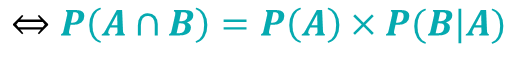 ⇔ P(A ∩ B) = P(A) × P(B|A)